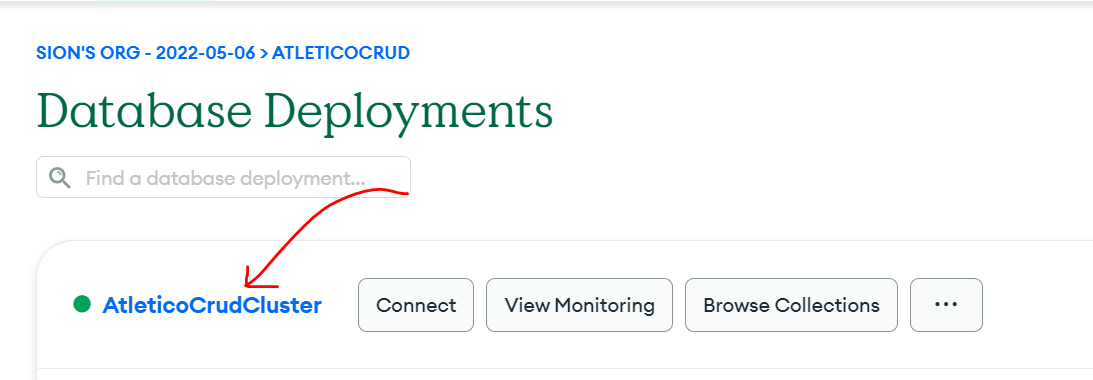 SION'S ORG - 2022-05-06 > ATLETICOCRUD
Database Deployments
Find a database deployment...
AtleticoCrudCluster Connect View Monitoring Browse Collections ...